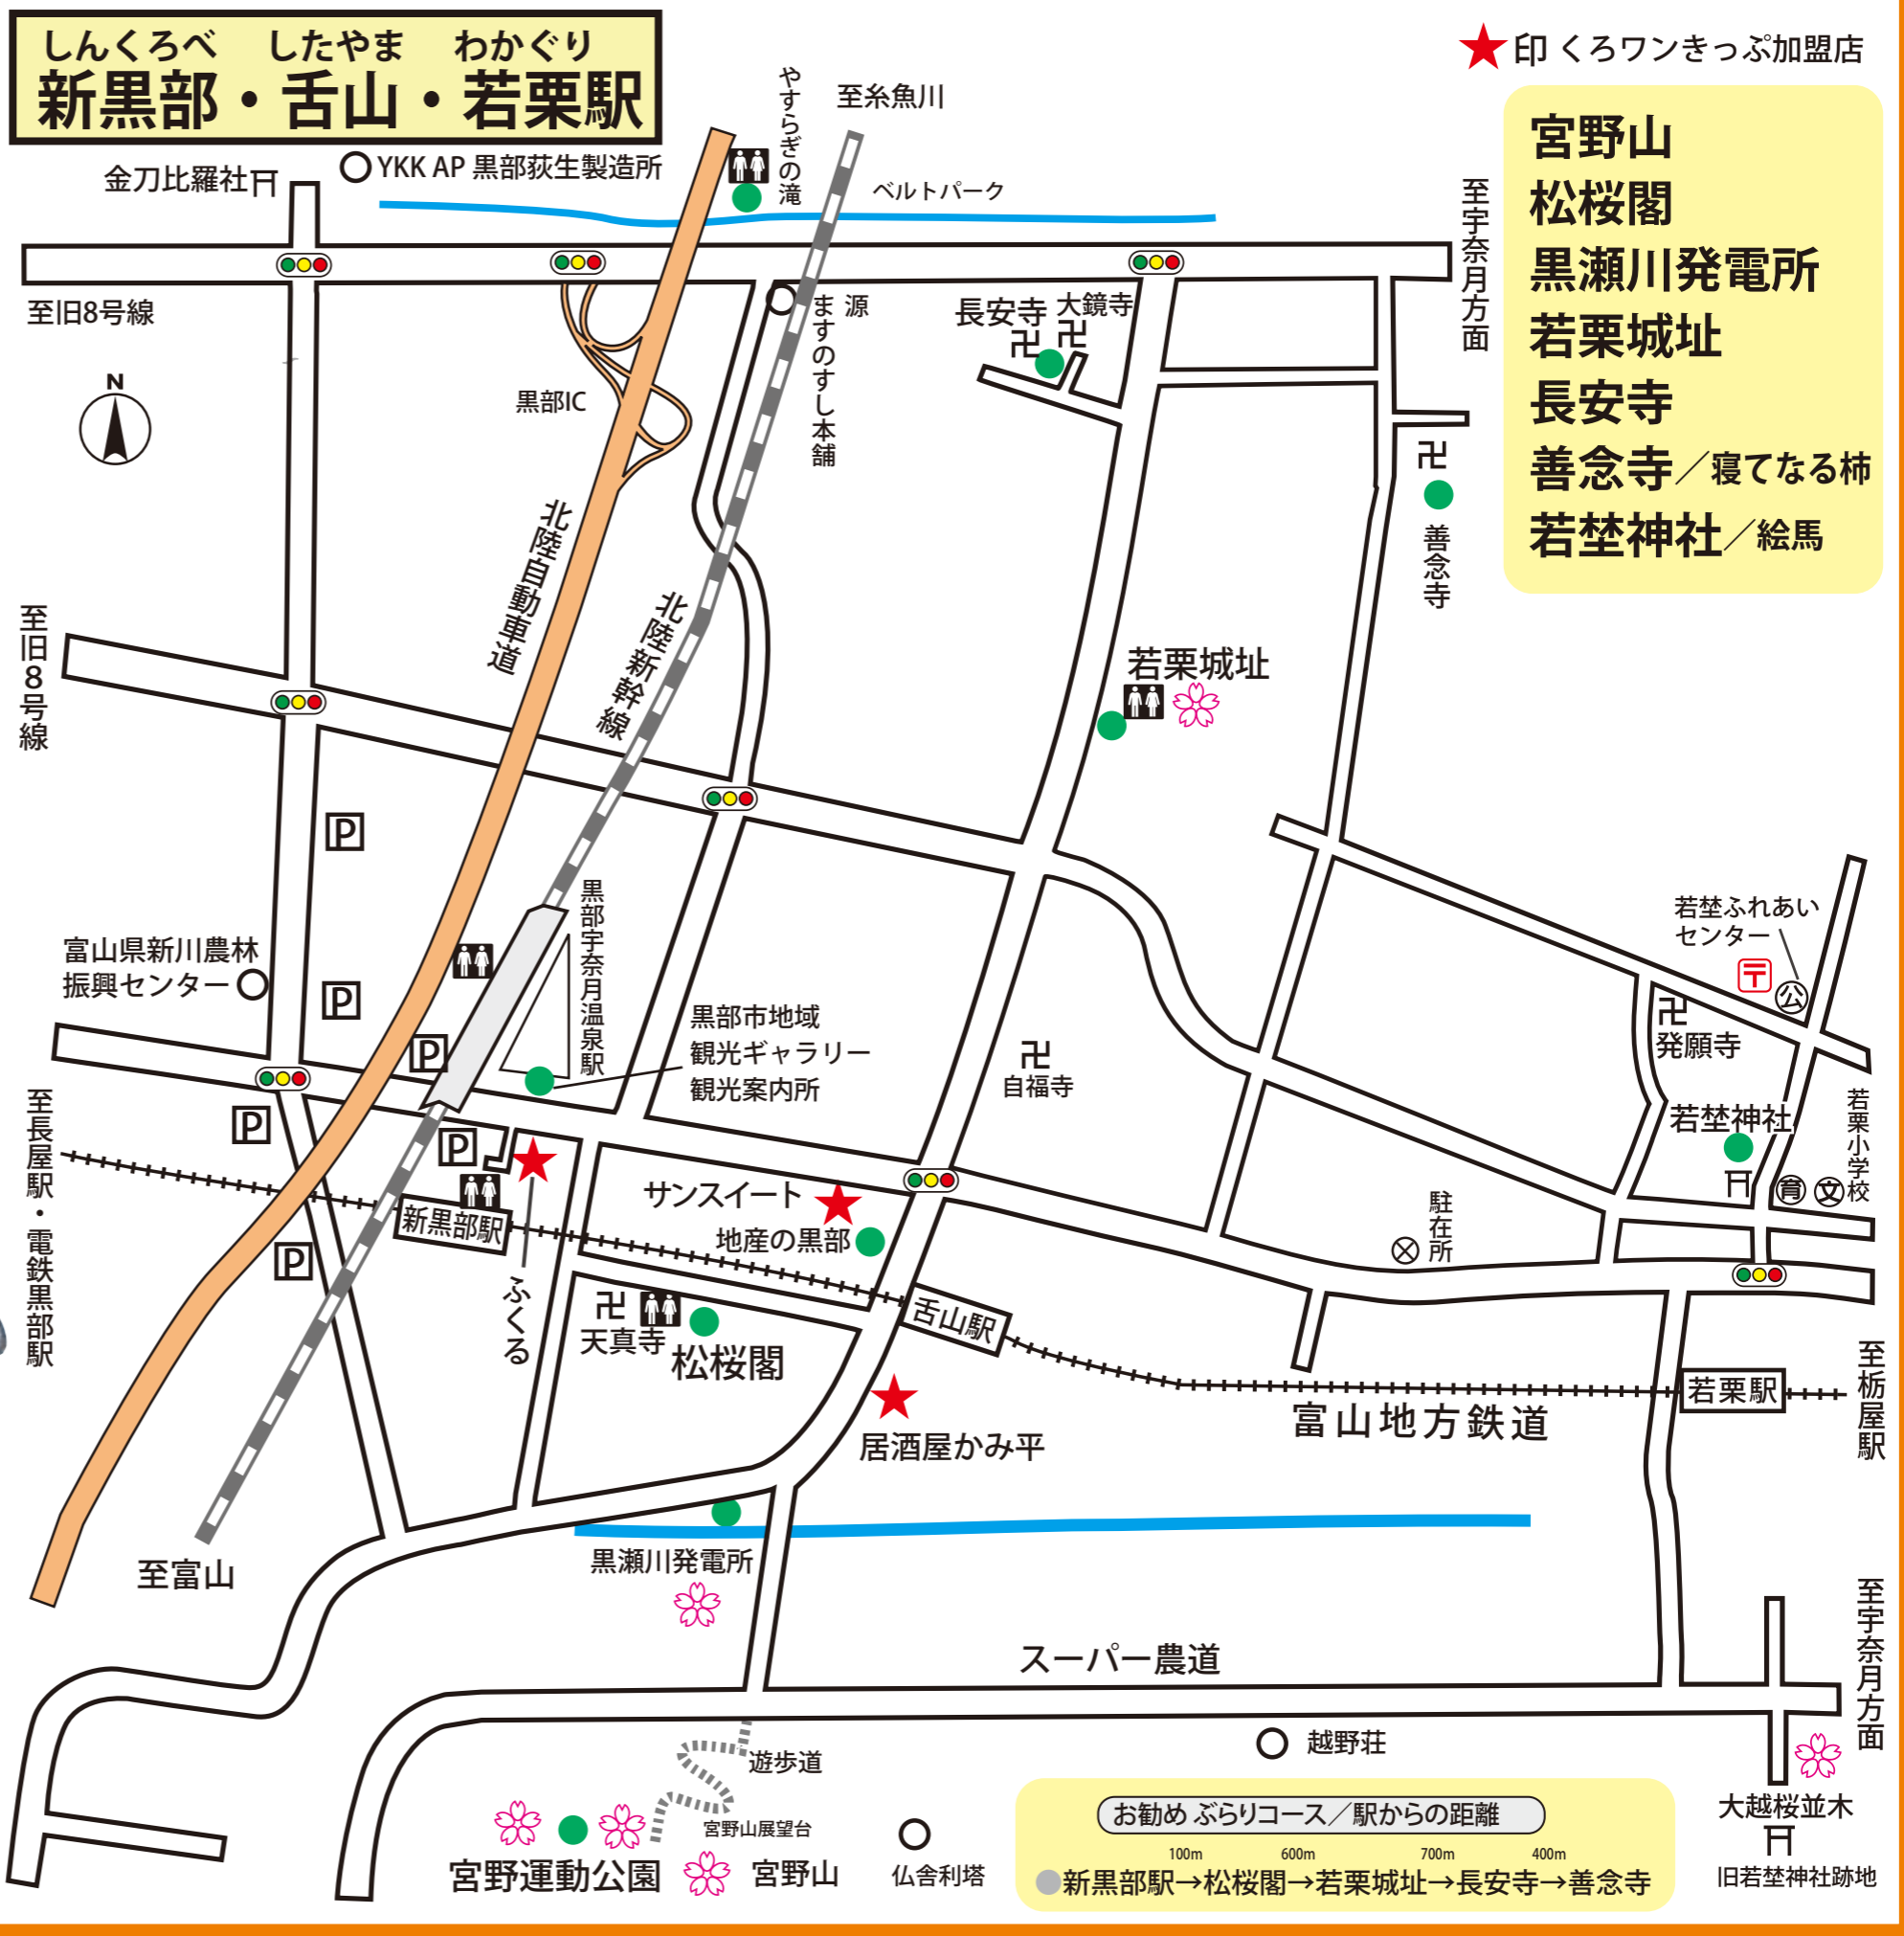 しんくろべ したやま わかぐり
新黒部・舌山・若栗駅
★印 くろワンきっぷ加盟店
宮野山
松桜閣
黒瀬川発電所
若栗城址
長安寺
善念寺／寝てなる柿
若埜神社／絵馬
金刀比羅社
YKK AP 黒部荻生製造所
やすらぎの滝
至糸魚川
ベルトパーク
至宇奈月方面
至旧8号線
N
黒部IC
源
ますのすし本舗
長安寺
大鏡寺
善念寺
北陸自動車道
北陸新幹線
至旧8号線
若栗城址
P
富山県新川農林
振興センター
P
P
黒部宇奈月温泉駅
黒部市地域
観光ギャラリー
観光案内所
自福寺
若埜ふれあい
センター
〒
公
発願寺
若埜神社
若栗小学校
育
文
至長屋駅・電鉄黒部駅
P
P
P
新黒部駅
ふくる
サンスイート
地産の黒部
駐在所
舌山駅
天真寺
松桜閣
居酒屋かみ平
富山地方鉄道
若栗駅
至栃屋駅
至富山
黒瀬川発電所
スーパー農道
至宇奈月方面
遊歩道
越野荘
宮野山展望台
宮野運動公園
宮野山
仏舎利塔
大越桜並木
旧若埜神社跡地
お勧め ぶらりコース／駅からの距離
100m 600m 700m 400m
新黒部駅→松桜閣→若栗城址→長安寺→善念寺